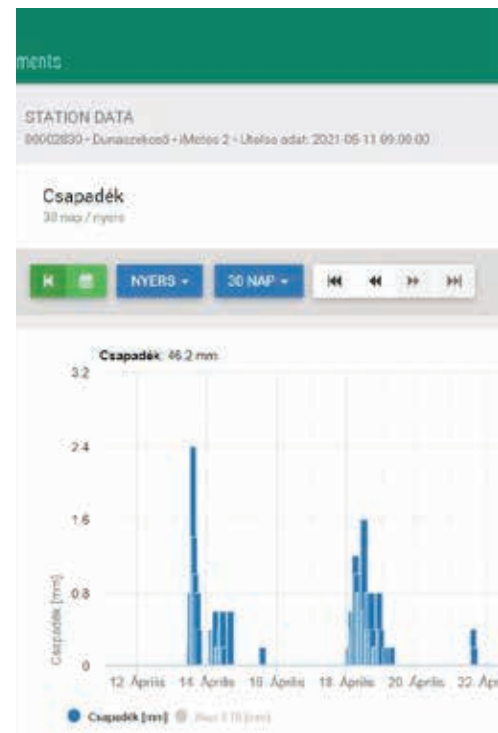 ments
STATION DATA
Dunaszekcső - iMetos 2 - Utolsó adat: 2021-05-11 09:00:00
Csapadék
30 nap / nyers
NYERS
30 NAP
Csapadék: 46.2 mm
3.2
2.4
1.6
0.8
0
Csapadék [mm]
12. Április 14. Április 16. Április 18. Április 20. Április 22. Ápr
Csapadék [mm]